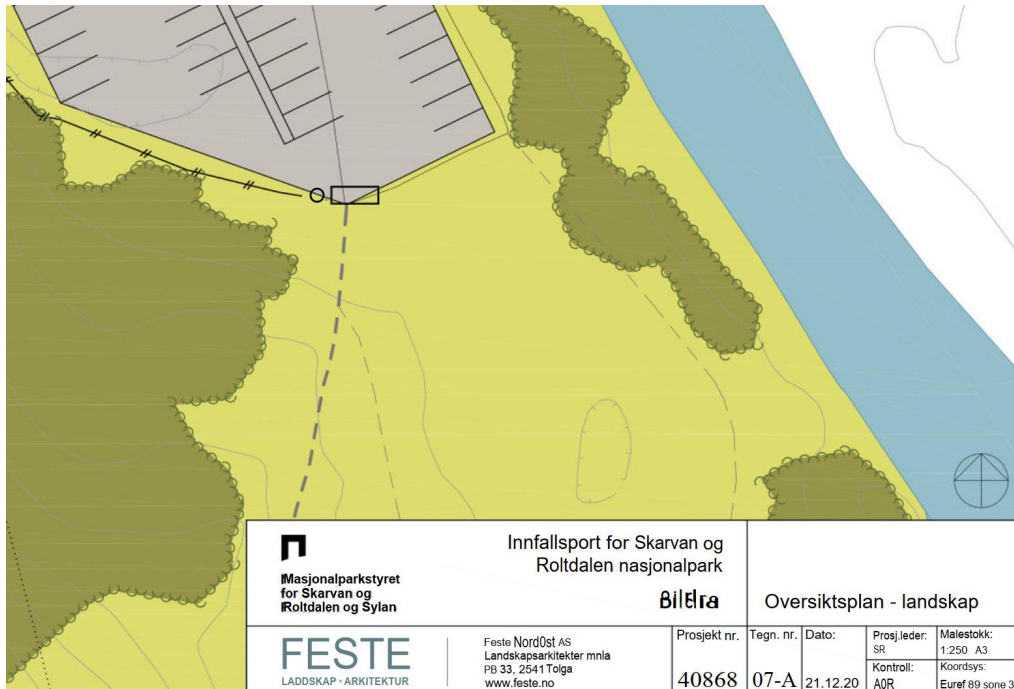 Innfallsport for Skarvan og
Roltdalen nasjonalpark
Masjonalparkstyret
for Skarvan og
Roltdalen og Sylan
Oversiktsplan - landskap
FESTE
LADDSKAP · ARKITEKTUR
Feste NordØst AS
Landskapsarkitekter mnla
PB 33, 2541 Tolga
www.feste.no
Prosjekt nr.
40868
Tegn. nr.
07-A
Dato:
21.12.20
Prosj.leder:
SR
Kontroll:
AOR
Malestokk:
1:250 A3
Koordsys:
Euref 89 sone 3